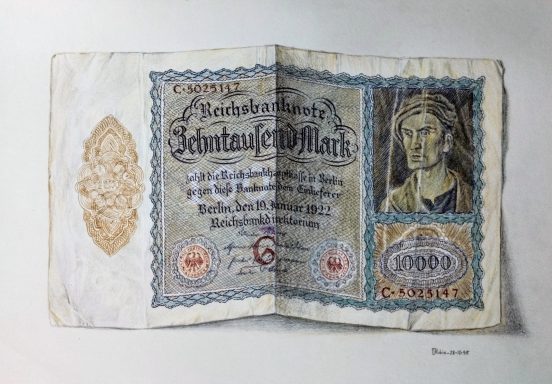 C·5025147
Reichsbanknote
Zehntausend Mark
zahlt die Reichsbankhauptkasse in Berlin
gegen diese Banknote dem Einlieferer
Berlin, den 19. Januar 1922
Reichsbankdirektorium
6
10000
C·5025147